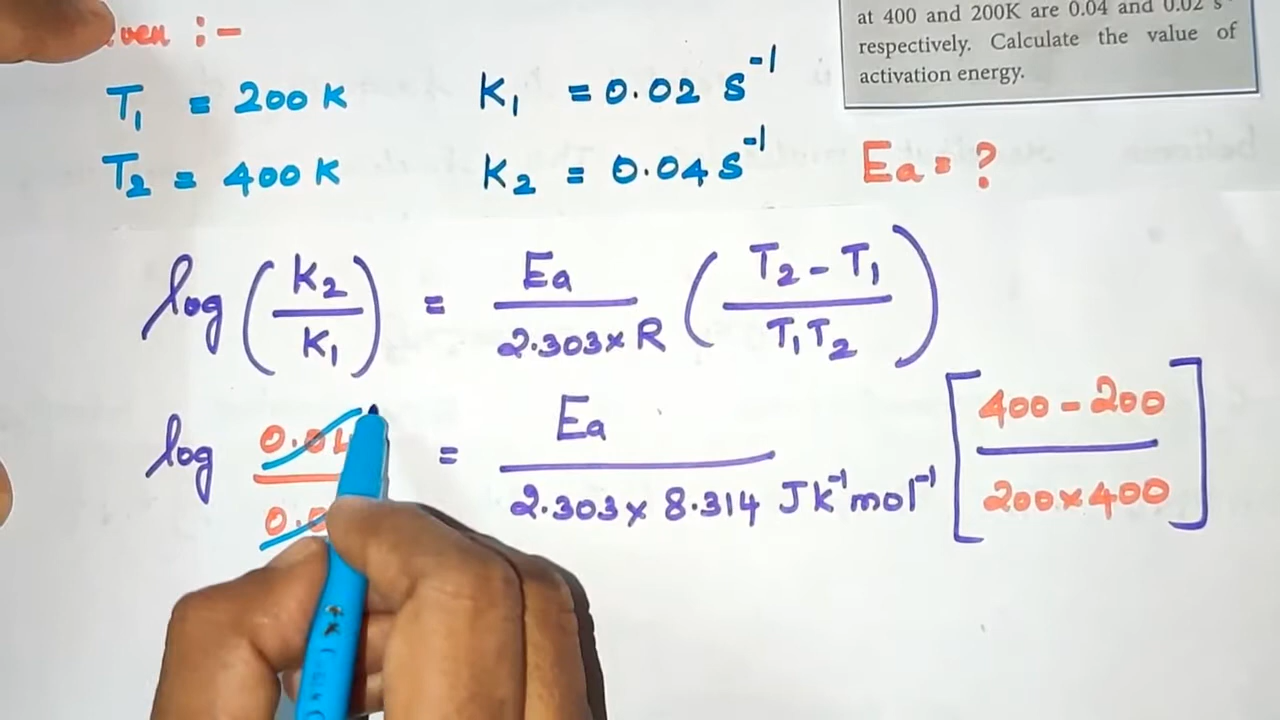 at 400 and 200K are 0.04 and 0.02 s
respectively. Calculate the value of
activation energy.
:-
T₁ = 200 K K₁ = 0.02 s⁻¹
T₂ = 400 K K₂ = 0.04 s⁻¹ Ea = ?
log (K₂/K₁) = Ea/2.303 × R (T₂ - T₁/T₁T₂)
log = Ea/2.303 × 8.314 JK⁻¹mol⁻¹ [400 - 200/200 × 400]